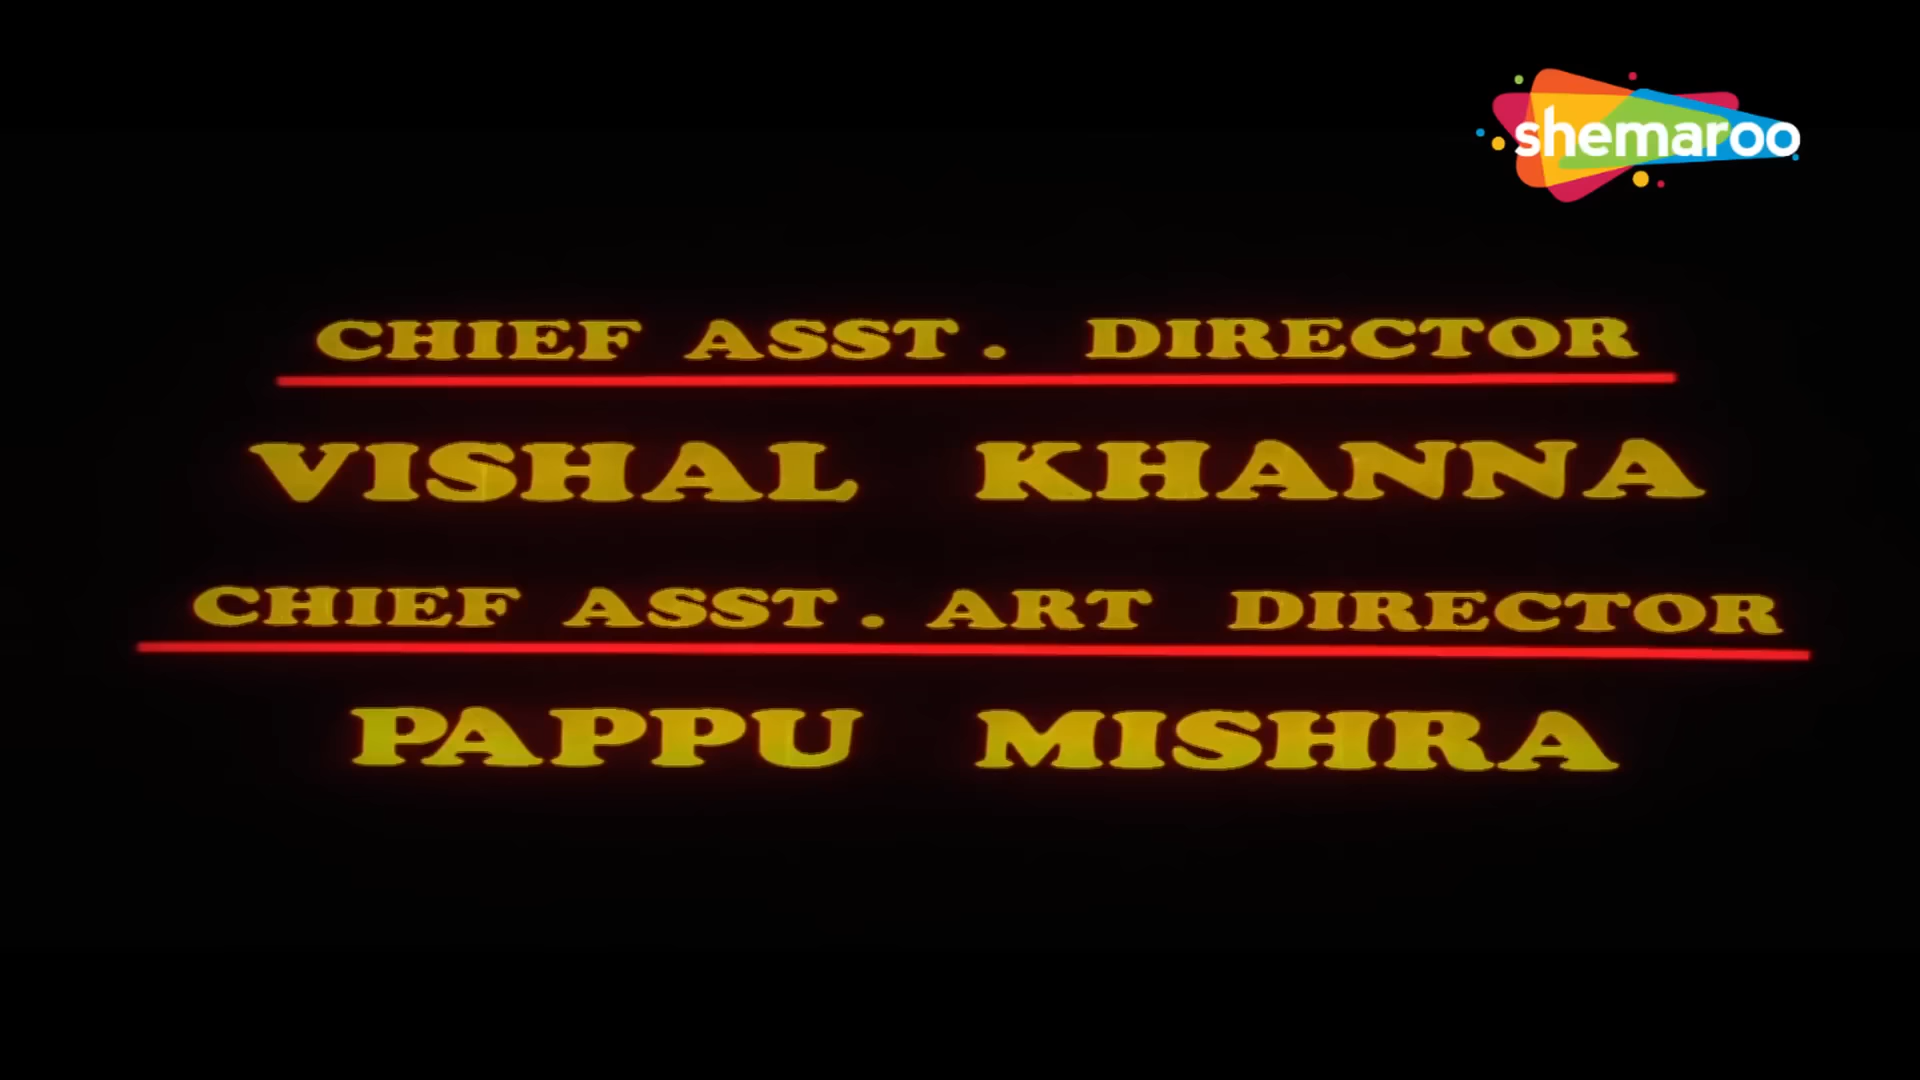 shemaroo
CHIEF ASST. DIRECTOR
VISHAL KHANNA
CHIEF ASST. ART DIRECTOR
PAPPU MISHRA